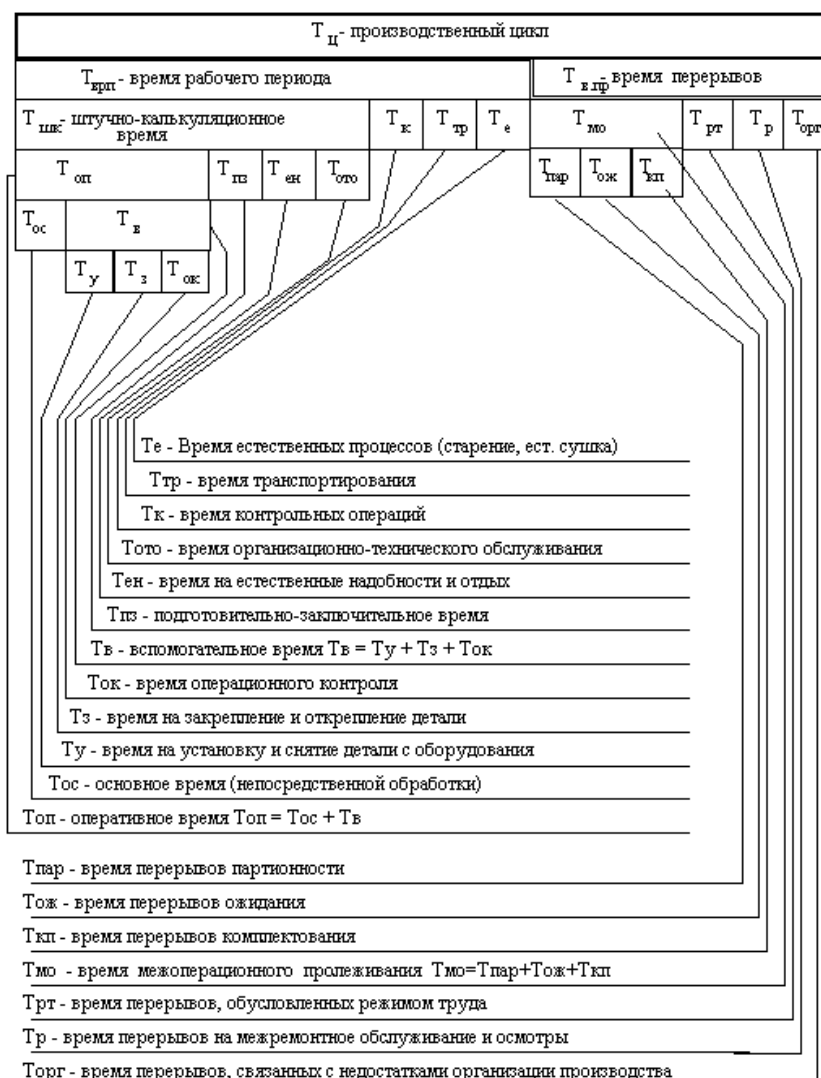 Тц - производственный цикл
Тврп - время рабочего периода
Тв.пр - время перерывов
Тшк - штучно-калькуляционное время
Тк
Ттр
Те
Тмо
Трт
Тр
Торг
Топ
Тпз
Тен
Тото
Тпар
Тож
Ткп
Тос
Тв
Ту
Тз
Ток
Те - Время естественных процессов (старение, ест. сушка)
Ттр - время транспортирования
Тк - время контрольных операций
Тото - время организационно-технического обслуживания
Тен - время на естественные надобности и отдых
Тпз - подготовительно-заключительное время
Тв - вспомогательное время Тв = Ту + Тз + Ток
Ток - время операционного контроля
Тз - время на закрепление и открепление детали
Ту - время на установку и снятие детали с оборудования
Тос - основное время (непосредственной обработки)
Топ - оперативное время Топ = Тос + Тв
Тпар - время перерывов партионности
Тож - время перерывов ожидания
Ткп - время перерывов комплектования
Тмо - время межоперационного пролеживания Тмо=Тпар+Тож+Ткп
Трт - время перерывов, обусловленных режимом труда
Тр - время перерывов на межремонтное обслуживание и осмотры
Торг - время перерывов, связанных с недостатками организации производства